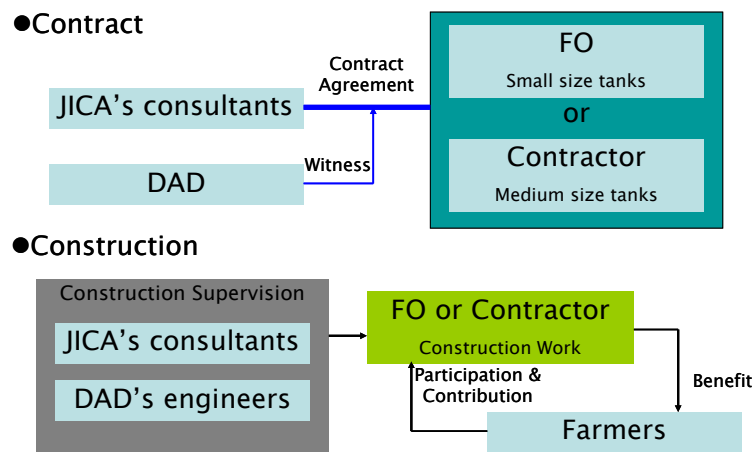 ●Contract
Contract
Agreement
FO
Small size tanks
or
Contractor
Medium size tanks
JICA's consultants
DAD
Witness
●Construction
Construction Supervision
JICA's consultants
DAD's engineers
FO or Contractor
Construction Work
Participation &
Contribution
Benefit
Farmers